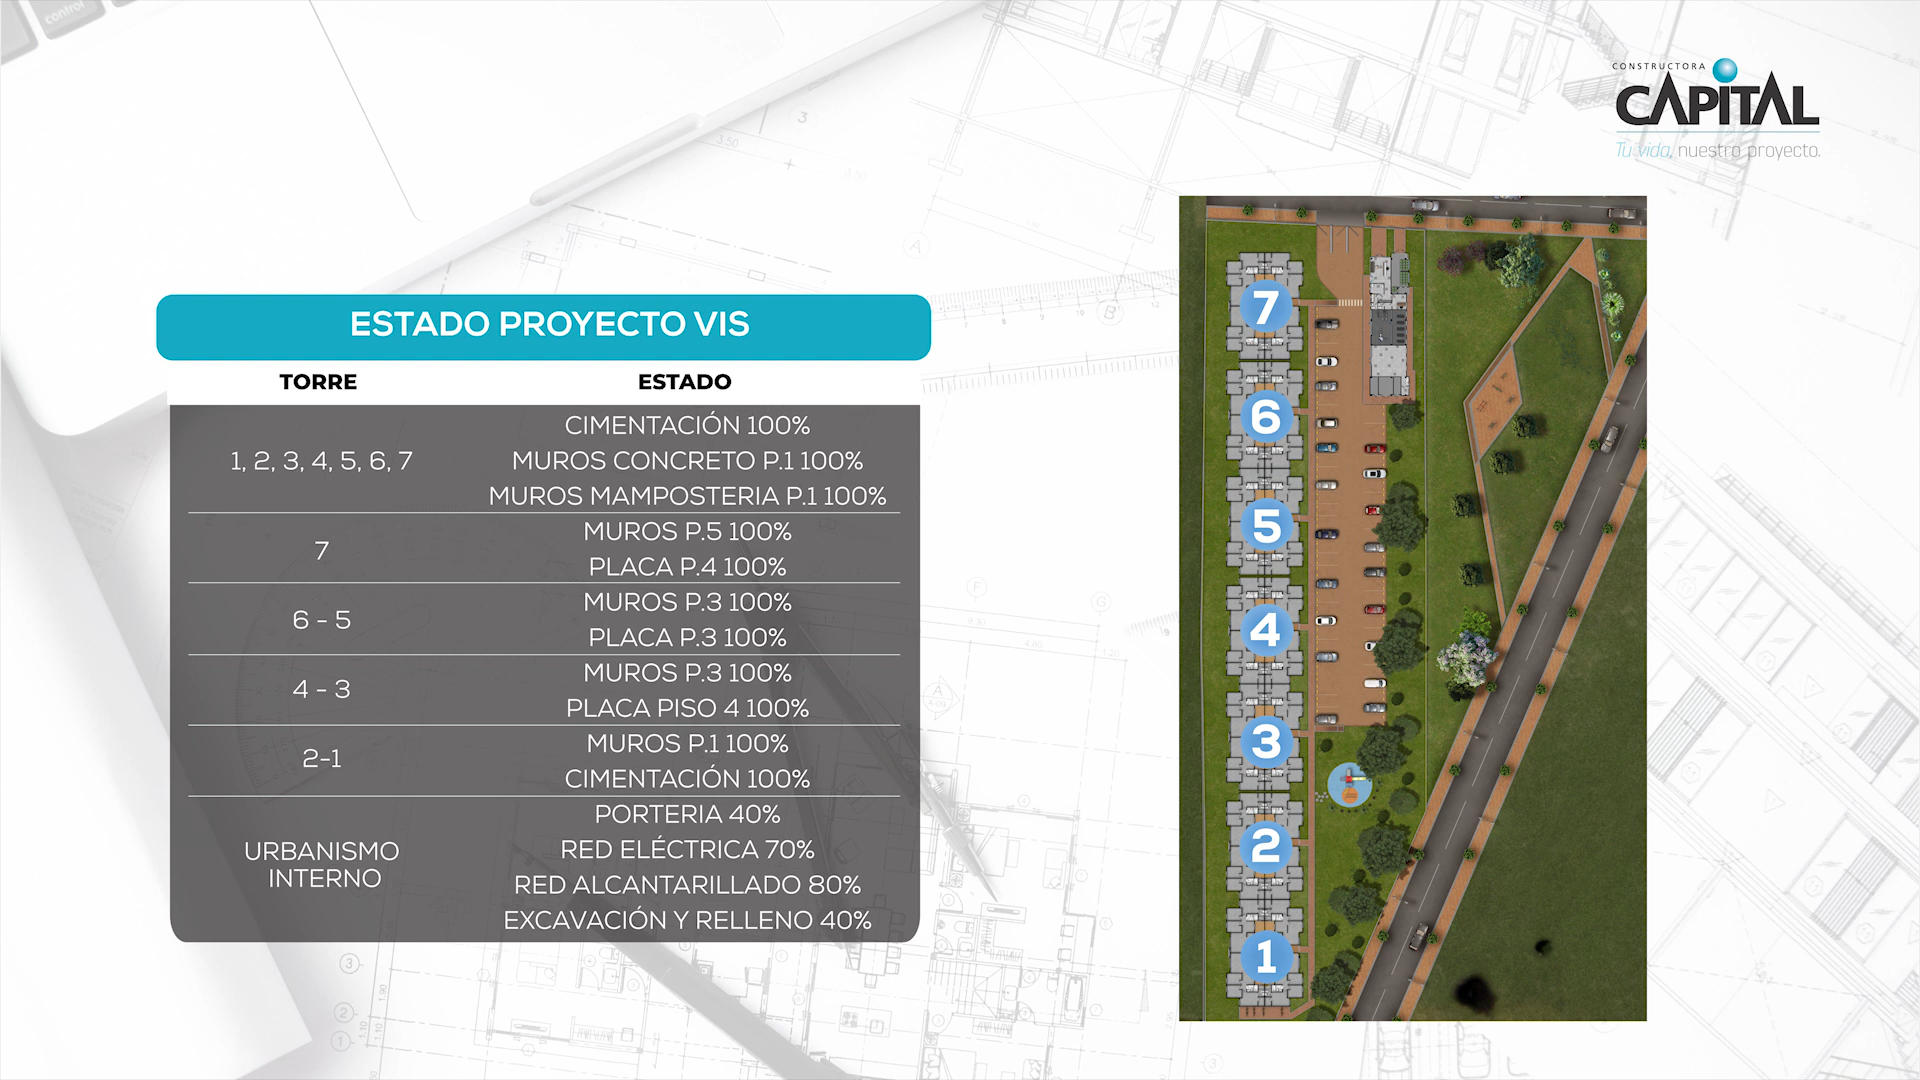 control
CONSTRUCTORA
CAPITAL
Tu vida, nuestro proyecto.
ESTADO PROYECTO VIS
TORRE ESTADO
1, 2, 3, 4, 5, 6, 7
CIMENTACIÓN 100%
MUROS CONCRETO P.1 100%
MUROS MAMPOSTERIA P.1 100%
7
MUROS P.5 100%
PLACA P.4 100%
6 - 5
MUROS P.3 100%
PLACA P.3 100%
4 - 3
MUROS P.3 100%
PLACA PISO 4 100%
2-1
MUROS P.1 100%
CIMENTACIÓN 100%
URBANISMO
INTERNO
PORTERIA 40%
RED ELÉCTRICA 70%
RED ALCANTARILLADO 80%
EXCAVACIÓN Y RELLENO 40%
7
6
5
4
3
2
1